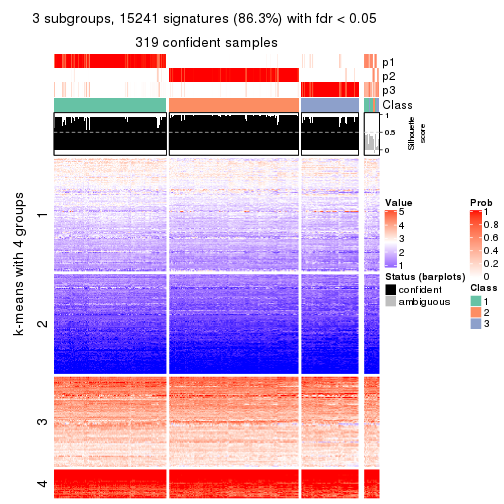 3 subgroups, 15241 signatures (86.3%) with fdr < 0.05
319 confident samples
p1
p2
p3
Class
1
0.5
0
Silhouette
score
k-means with 4 groups
1
2
3
4
Value
5
4
3
2
1
Status (barplots)
confident
ambiguous
Prob
1
0.8
0.6
0.4
0.2
0
Class
1
2
3